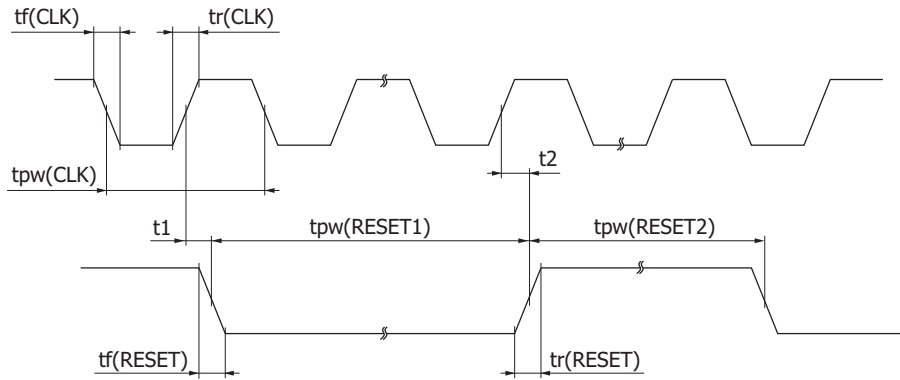 tf(CLK)
tr(CLK)
tpw(CLK)
t2
t1
tpw(RESET1)
tpw(RESET2)
tf(RESET)
tr(RESET)